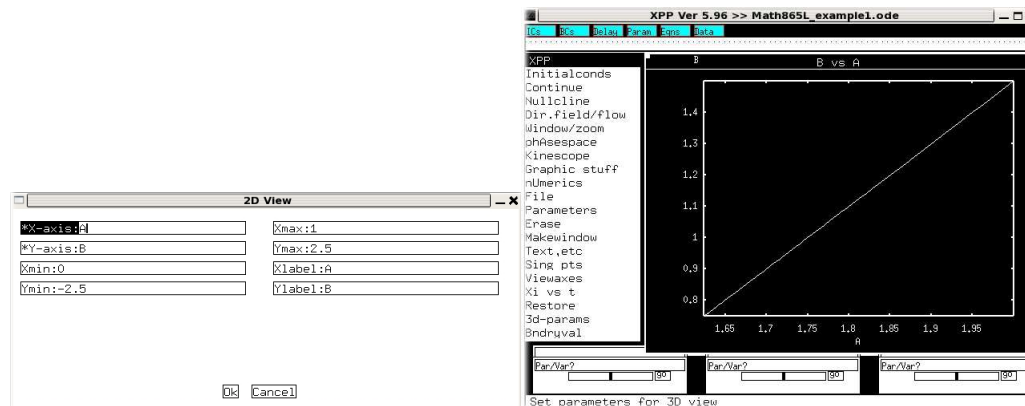 2D View
*X-axis:A
Xmax:1
*Y-axis:B
Ymax:2.5
Xmin:0
Xlabel:A
Ymin:-2.5
Ylabel:B
Ok Cancel
XPP Ver 5.96 >> Math865L_example1.ode
ICs BCs Delay Param Eqns Data
XPP
Initialconds
Continue
Nullcline
Dir.field/flow
Window/zoom
phAsespace
Kinescope
Graphic stuff
nUmerics
File
Parameters
Erase
Makewindow
Text,etc
Sing pts
Viewaxes
Xi vs t
Restore
3d-params
Bndryval
B
B vs A
1.4
1.3
1.2
1.1
1
0.9
0.8
1.65 1.7 1.75 1.8 1.85 1.9 1.95
A
Par/Var? Par/Var? Par/Var?
go go go
Set parameters for 3D view